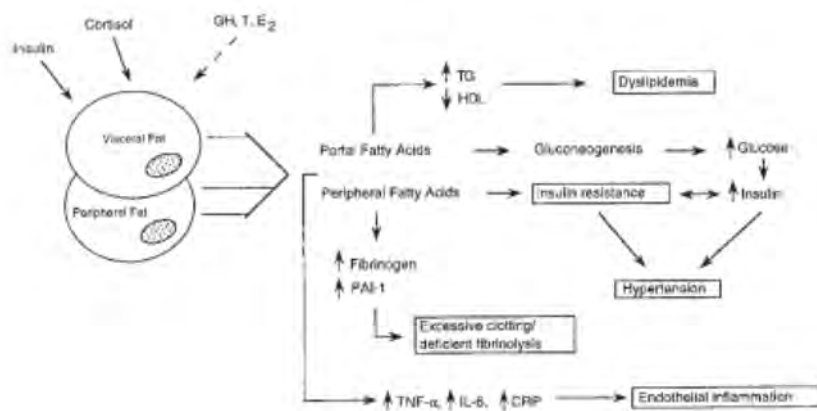 Insulin
Cortisol
GH, T, E2
Visceral Fat
Peripheral Fat
↑ TG
↓ HDL
Dyslipidemia
Portal Fatty Acids
Gluconeogenesis
↑ Glucose
Peripheral Fatty Acids
Insulin resistance
↑ Insulin
↑ Fibrinogen
↑ PAI-1
Hypertension
Excessive clotting/
deficient fibrinolysis
↑ TNF-α, ↑ IL-6, ↑ CRP
Endothelial inflammation